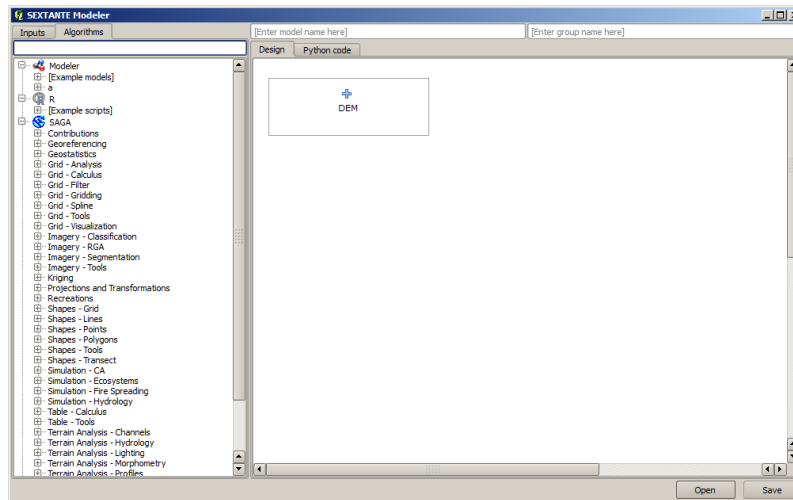 SEXTANTE Modeler
Inputs Algorithms
[Enter model name here] [Enter group name here]
Design Python code
Modeler
[Example models]
a
R
[Example scripts]
SAGA
Contributions
Georeferencing
Geostatistics
Grid - Analysis
Grid - Calculus
Grid - Filter
Grid - Gridding
Grid - Spline
Grid - Tools
Grid - Visualization
Imagery - Classification
Imagery - RGA
Imagery - Segmentation
Imagery - Tools
Kriging
Projections and Transformations
Recreations
Shapes - Grid
Shapes - Lines
Shapes - Points
Shapes - Polygons
Shapes - Tools
Shapes - Transect
Simulation - CA
Simulation - Ecosystems
Simulation - Fire Spreading
Simulation - Hydrology
Table - Calculus
Table - Tools
Terrain Analysis - Channels
Terrain Analysis - Hydrology
Terrain Analysis - Lighting
Terrain Analysis - Morphometry
Terrain Analysis - Profiles
DEM
Open Save